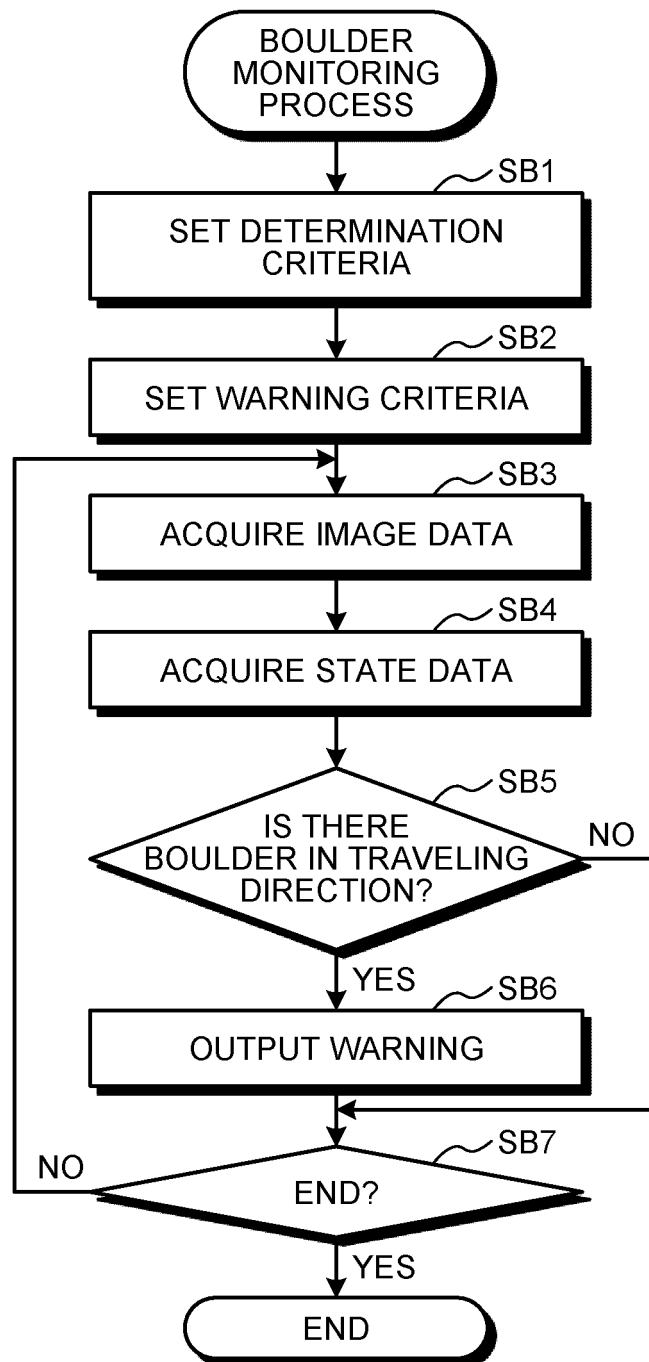 BOULDER
MONITORING
PROCESS
SB1
SET DETERMINATION
CRITERIA
SB2
SET WARNING CRITERIA
SB3
ACQUIRE IMAGE DATA
SB4
ACQUIRE STATE DATA
SB5
IS THERE
BOULDER IN TRAVELING
DIRECTION?
NO
YES
SB6
OUTPUT WARNING
SB7
NO
END?
YES
END